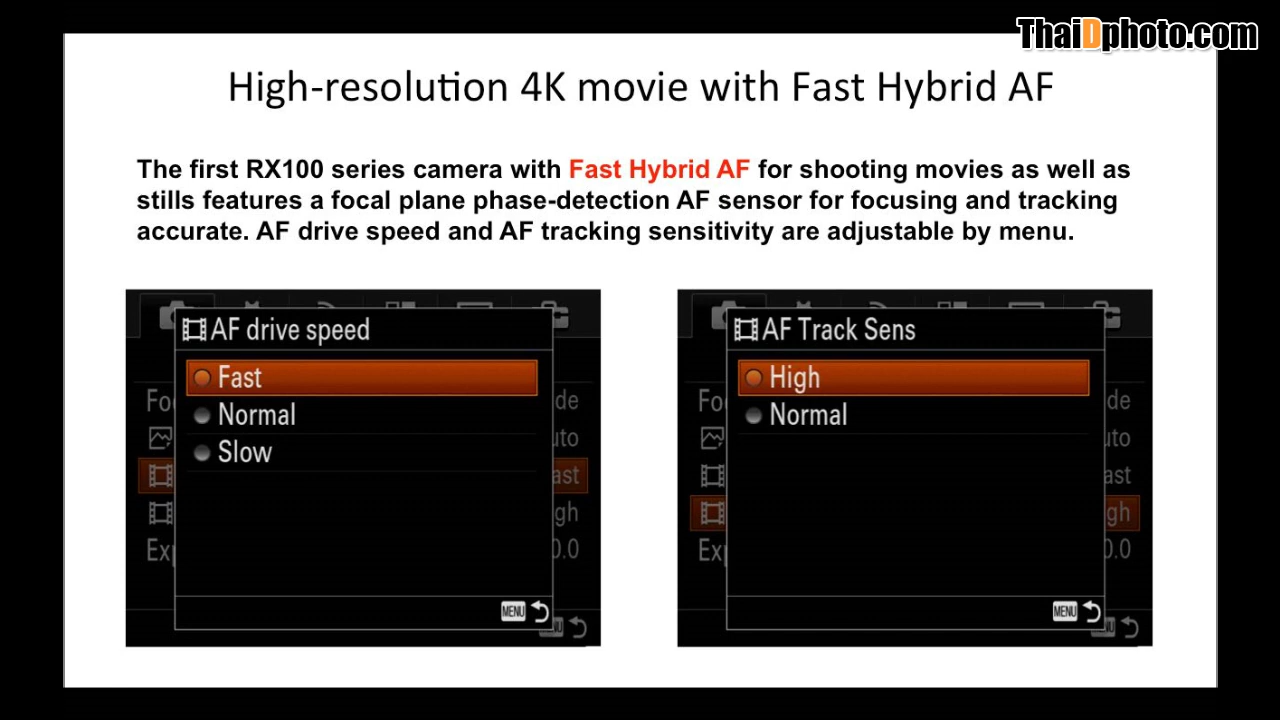 ThaiDphoto.com
High-resolution 4K movie with Fast Hybrid AF
The first RX100 series camera with Fast Hybrid AF for shooting movies as well as
stills features a focal plane phase-detection AF sensor for focusing and tracking
accurate. AF drive speed and AF tracking sensitivity are adjustable by menu.
AF drive speed
Fast
Normal
Slow
MENU
AF Track Sens
High
Normal
MENU